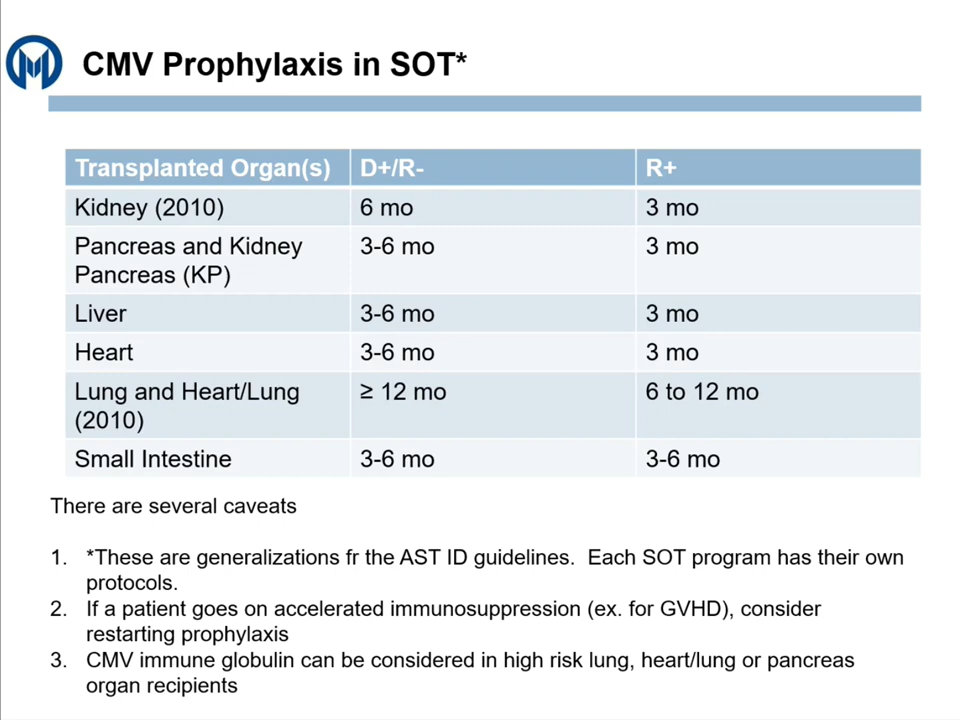 CMV Prophylaxis in SOT*
Transplanted Organ(s) D+/R- R+
Kidney (2010) 6 mo 3 mo
Pancreas and Kidney 3-6 mo 3 mo
Pancreas (KP)
Liver 3-6 mo 3 mo
Heart 3-6 mo 3 mo
Lung and Heart/Lung ≥ 12 mo 6 to 12 mo
(2010)
Small Intestine 3-6 mo 3-6 mo
There are several caveats
1. *These are generalizations fr the AST ID guidelines. Each SOT program has their own
protocols.
2. If a patient goes on accelerated immunosuppression (ex. for GVHD), consider
restarting prophylaxis
3. CMV immune globulin can be considered in high risk lung, heart/lung or pancreas
organ recipients